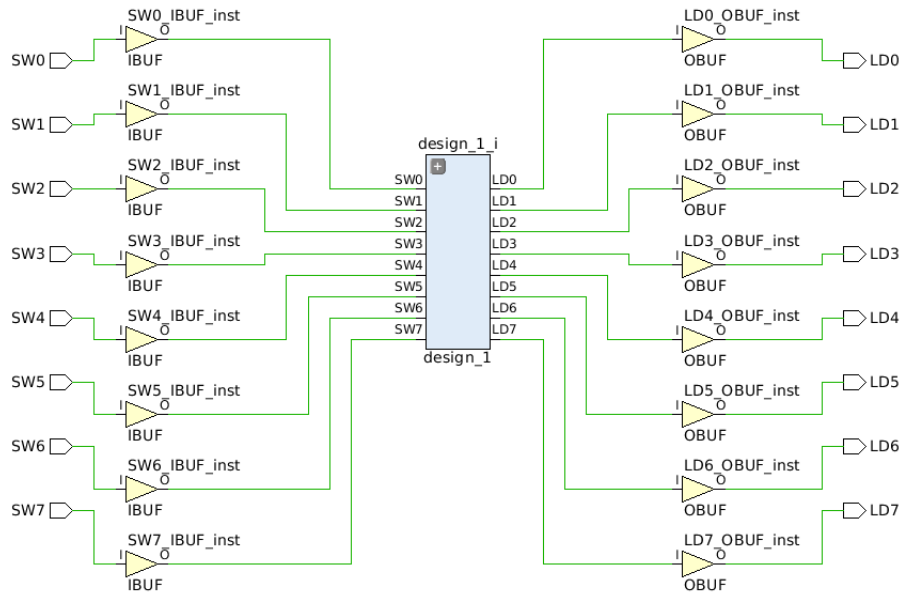 SW0_IBUF_inst
I
O
SW0
IBUF
SW1_IBUF_inst
I
O
SW1
IBUF
SW2_IBUF_inst
I
O
SW2
IBUF
SW3_IBUF_inst
I
O
SW3
IBUF
SW4_IBUF_inst
I
O
SW4
IBUF
SW5_IBUF_inst
I
O
SW5
IBUF
SW6_IBUF_inst
I
O
SW6
IBUF
SW7_IBUF_inst
I
O
SW7
IBUF
design_1_i
+
SW0 LD0
SW1 LD1
SW2 LD2
SW3 LD3
SW4 LD4
SW5 LD5
SW6 LD6
SW7 LD7
design_1
LD0_OBUF_inst
I
O
LD0
OBUF
LD1_OBUF_inst
I
O
LD1
OBUF
LD2_OBUF_inst
I
O
LD2
OBUF
LD3_OBUF_inst
I
O
LD3
OBUF
LD4_OBUF_inst
I
O
LD4
OBUF
LD5_OBUF_inst
I
O
LD5
OBUF
LD6_OBUF_inst
I
O
LD6
OBUF
LD7_OBUF_inst
I
O
LD7
OBUF